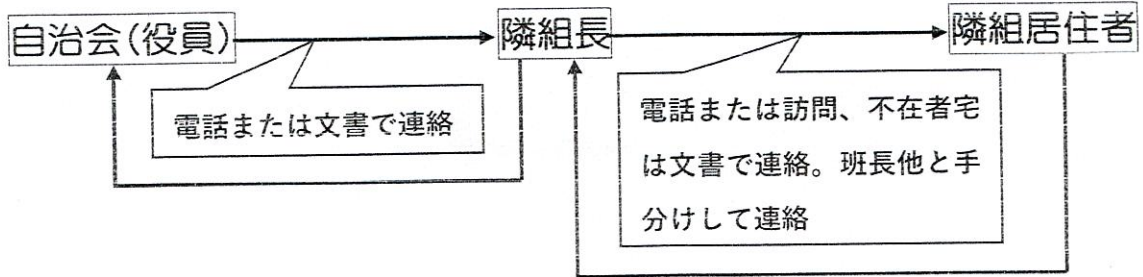 自治会(役員)
隣組長
隣組居住者
電話または文書で連絡
電話または訪問、不在者宅
は文書で連絡。班長他と手
分けして連絡